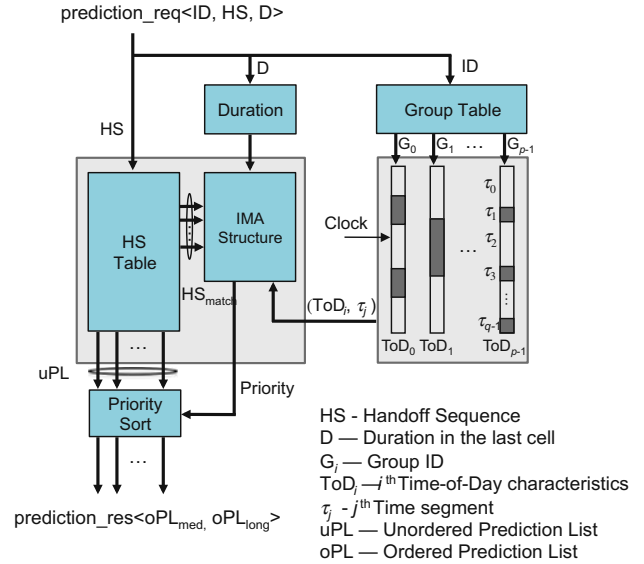 prediction_req<ID, HS, D>
D
ID
HS
Duration
Group Table
G0 G1 ... Gp-1
HS Table
IMA Structure
HSmatch
Clock
τ0
τ1
τ2
τ3
⋮
τq-1
...
ToD0 ToD1 ToDp-1
(ToDi, τj)
...
uPL
Priority
Priority Sort
...
prediction_res<oPLmed, oPLlong>
HS - Handoff Sequence
D — Duration in the last cell
Gi — Group ID
ToDi — ith Time-of-Day characteristics
τj - jth Time segment
uPL — Unordered Prediction List
oPL — Ordered Prediction List